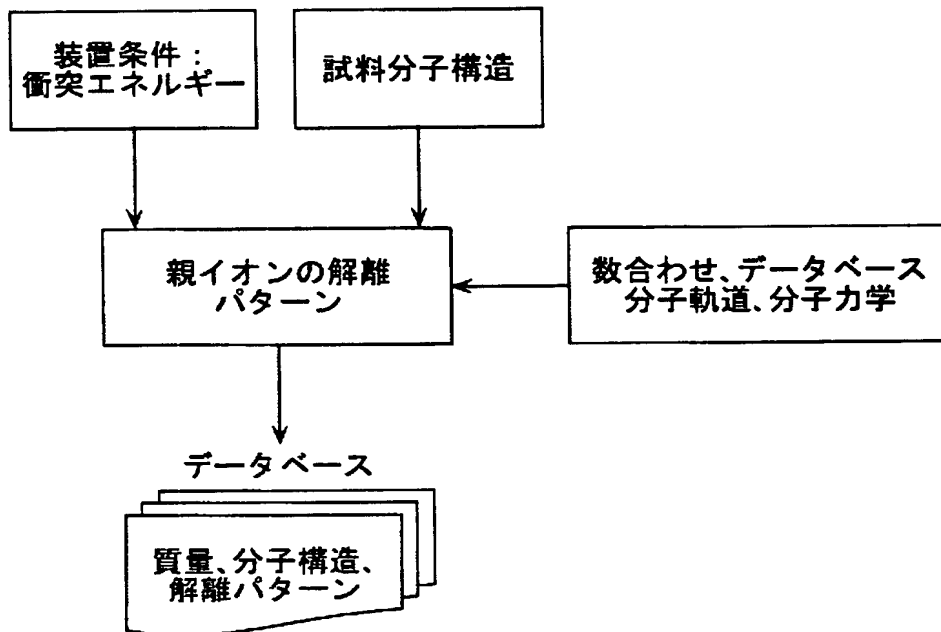 装置条件：
衝突エネルギー
試料分子構造
親イオンの解離
パターン
数合わせ、データベース
分子軌道、分子力学
データベース
質量、分子構造、
解離パターン